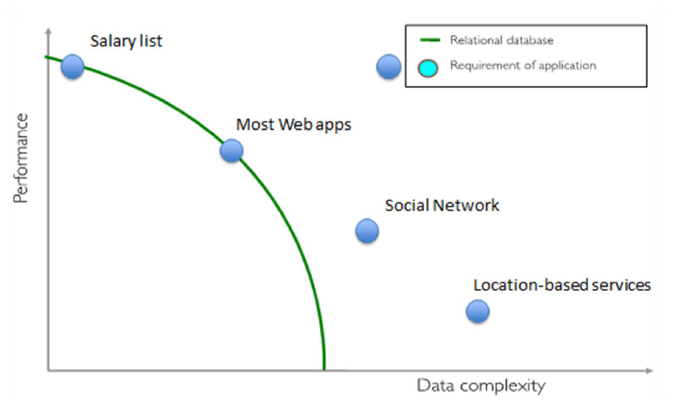 Salary list
Relational database
Requirement of application
Most Web apps
Performance
Social Network
Location-based services
Data complexity